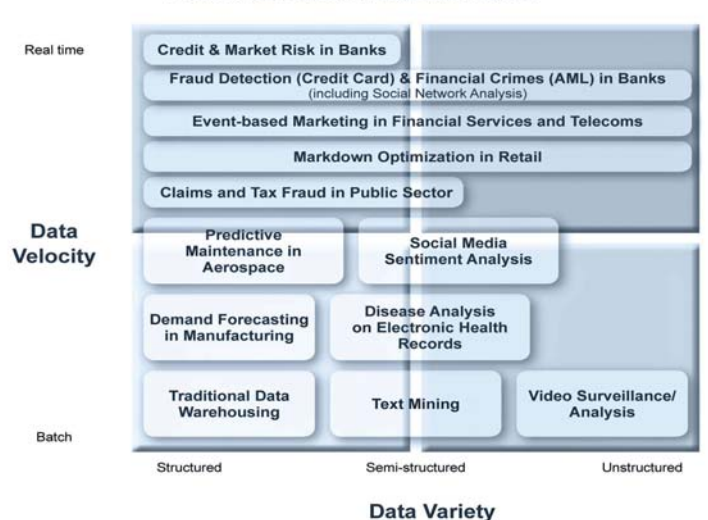 Real time
Credit & Market Risk in Banks
Fraud Detection (Credit Card) & Financial Crimes (AML) in Banks
(including Social Network Analysis)
Event-based Marketing in Financial Services and Telecoms
Markdown Optimization in Retail
Claims and Tax Fraud in Public Sector
Data
Velocity
Predictive
Maintenance in
Aerospace
Social Media
Sentiment Analysis
Demand Forecasting
in Manufacturing
Disease Analysis
on Electronic Health
Records
Traditional Data
Warehousing
Text Mining
Video Surveillance/
Analysis
Batch
Structured
Semi-structured
Unstructured
Data Variety